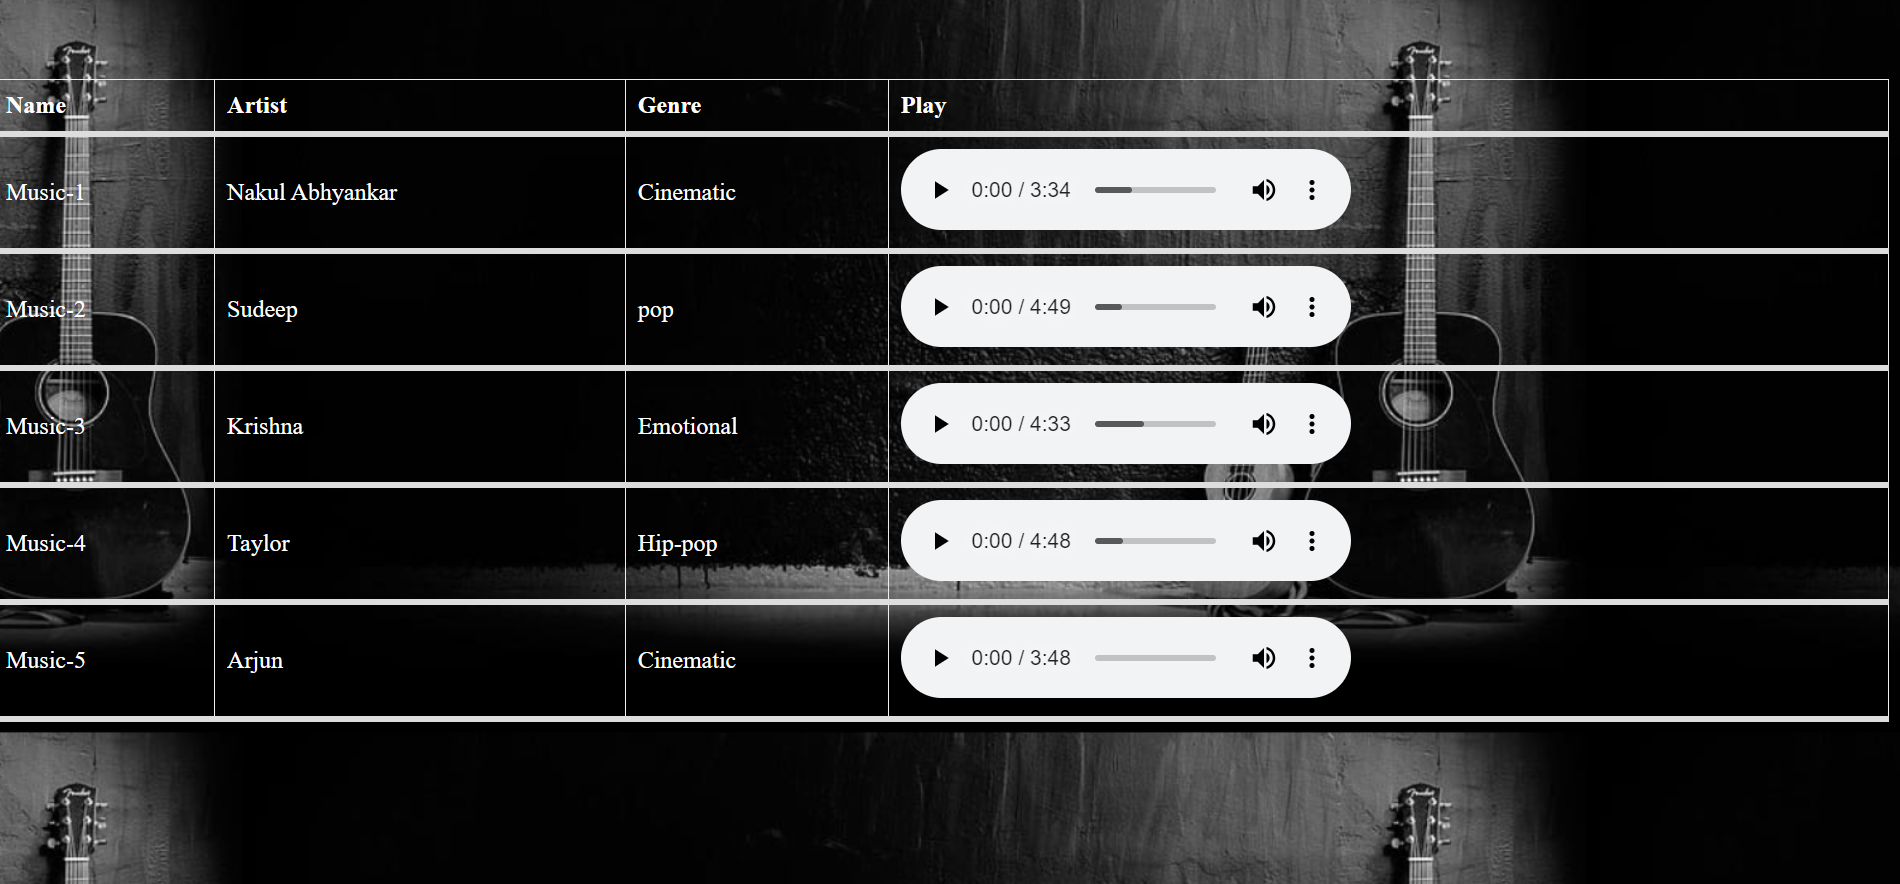 Name Artist Genre Play
Music-1 Nakul Abhyankar Cinematic 0:00 / 3:34
Music-2 Sudeep pop 0:00 / 4:49
Music-3 Krishna Emotional 0:00 / 4:33
Music-4 Taylor Hip-pop 0:00 / 4:48
Music-5 Arjun Cinematic 0:00 / 3:48